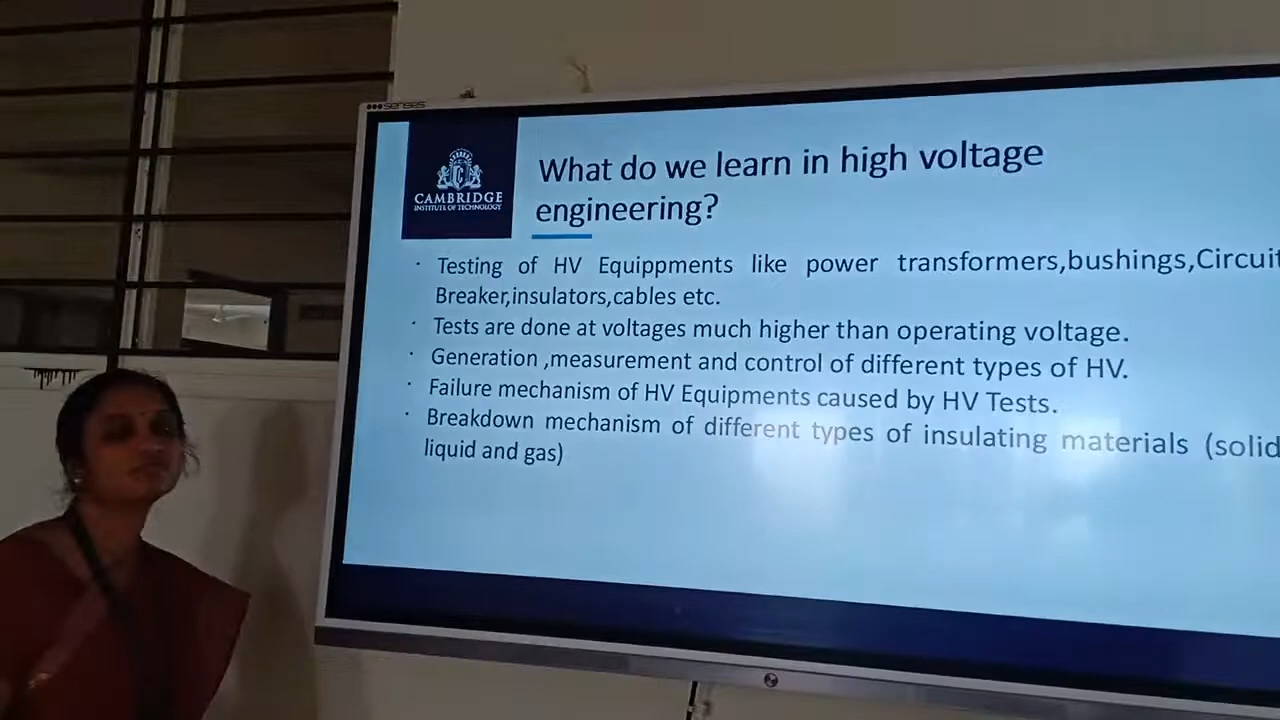 senses
CAMBRIDGE
INSTITUTE OF TECHNOLOGY
What do we learn in high voltage
engineering?
· Testing of HV Equippments like power transformers,bushings,Circuit
Breaker,insulators,cables etc.
· Tests are done at voltages much higher than operating voltage.
· Generation ,measurement and control of different types of HV.
· Failure mechanism of HV Equipments caused by HV Tests.
· Breakdown mechanism of different types of insulating materials (solid
liquid and gas)